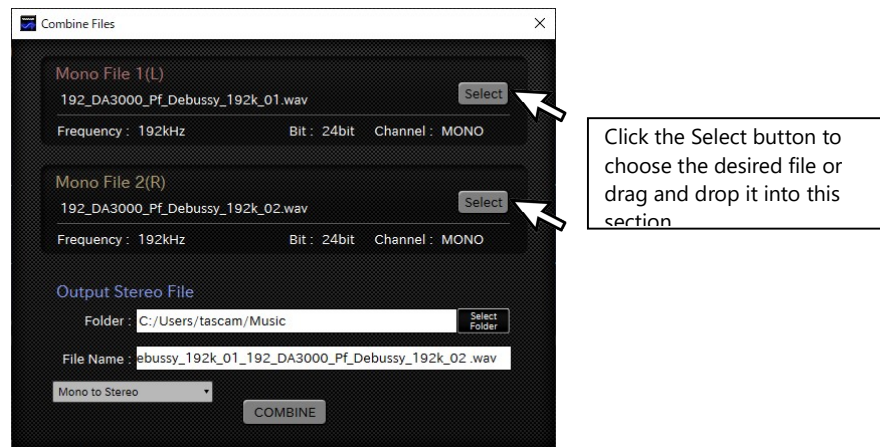 Combine Files
Mono File 1(L)
192_DA3000_Pf_Debussy_192k_01.wav
Select
Frequency : 192kHz Bit : 24bit Channel : MONO
Mono File 2(R)
192_DA3000_Pf_Debussy_192k_02.wav
Select
Frequency : 192kHz Bit : 24bit Channel : MONO
Output Stereo File
Folder : C:/Users/tascam/Music
Select
Folder
File Name : ebussy_192k_01_192_DA3000_Pf_Debussy_192k_02 .wav
Mono to Stereo
COMBINE
Click the Select button to
choose the desired file or
drag and drop it into this
section